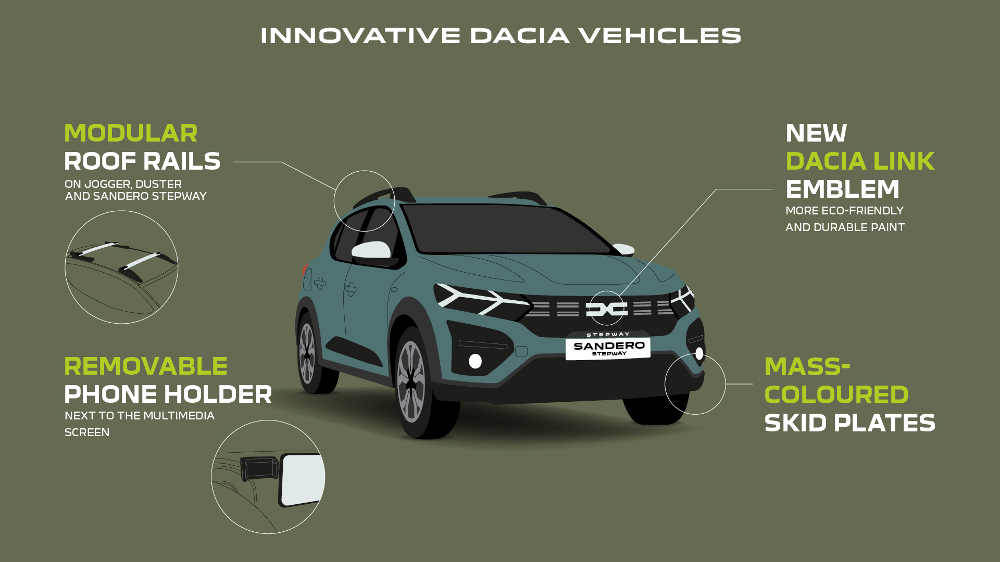 INNOVATIVE DACIA VEHICLES
MODULAR
ROOF RAILS
ON JOGGER, DUSTER
AND SANDERO STEPWAY
NEW
DACIA LINK
EMBLEM
MORE ECO-FRIENDLY
AND DURABLE PAINT
STEPWAY
SANDERO
STEPWAY
REMOVABLE
PHONE HOLDER
NEXT TO THE MULTIMEDIA
SCREEN
MASS-
COLOURED
SKID PLATES